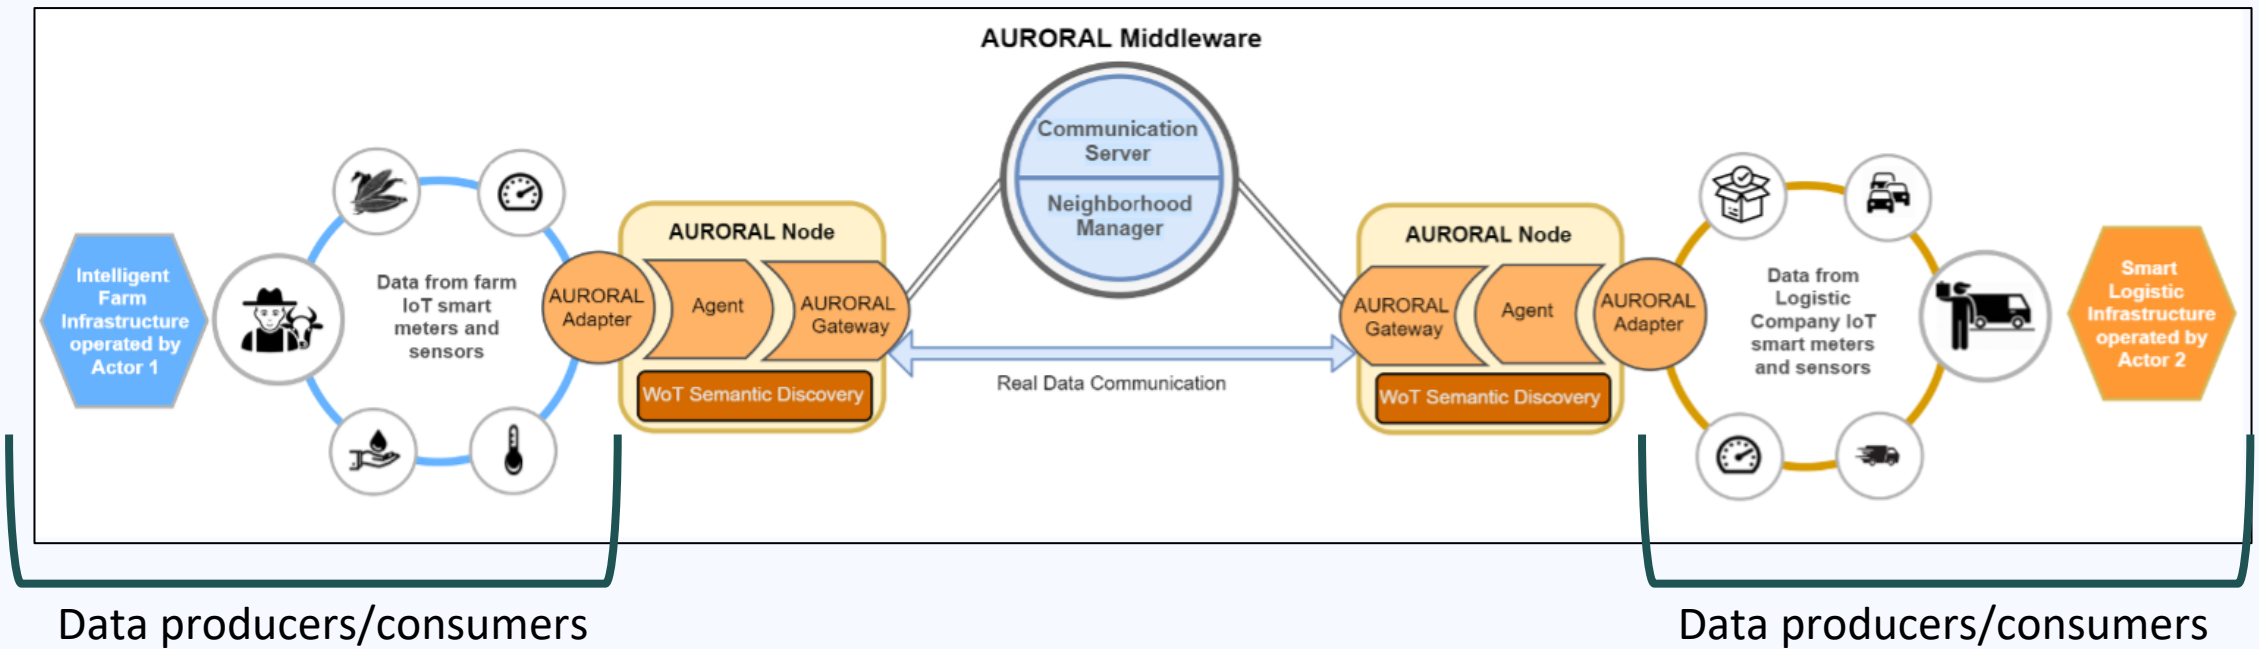 AURORAL Middleware
Communication
Server
Neighborhood
Manager
Intelligent
Farm
Infrastructure
operated by
Actor 1
Data from farm
IoT smart
meters and
sensors
AURORAL
Adapter
AURORAL Node
Agent
AURORAL
Gateway
WoT Semantic Discovery
Real Data Communication
AURORAL Node
AURORAL
Gateway
Agent
AURORAL
Adapter
WoT Semantic Discovery
Data from
Logistic
Company IoT
smart meters
and sensors
Smart
Logistic
Infrastructure
operated by
Actor 2
Data producers/consumers
Data producers/consumers